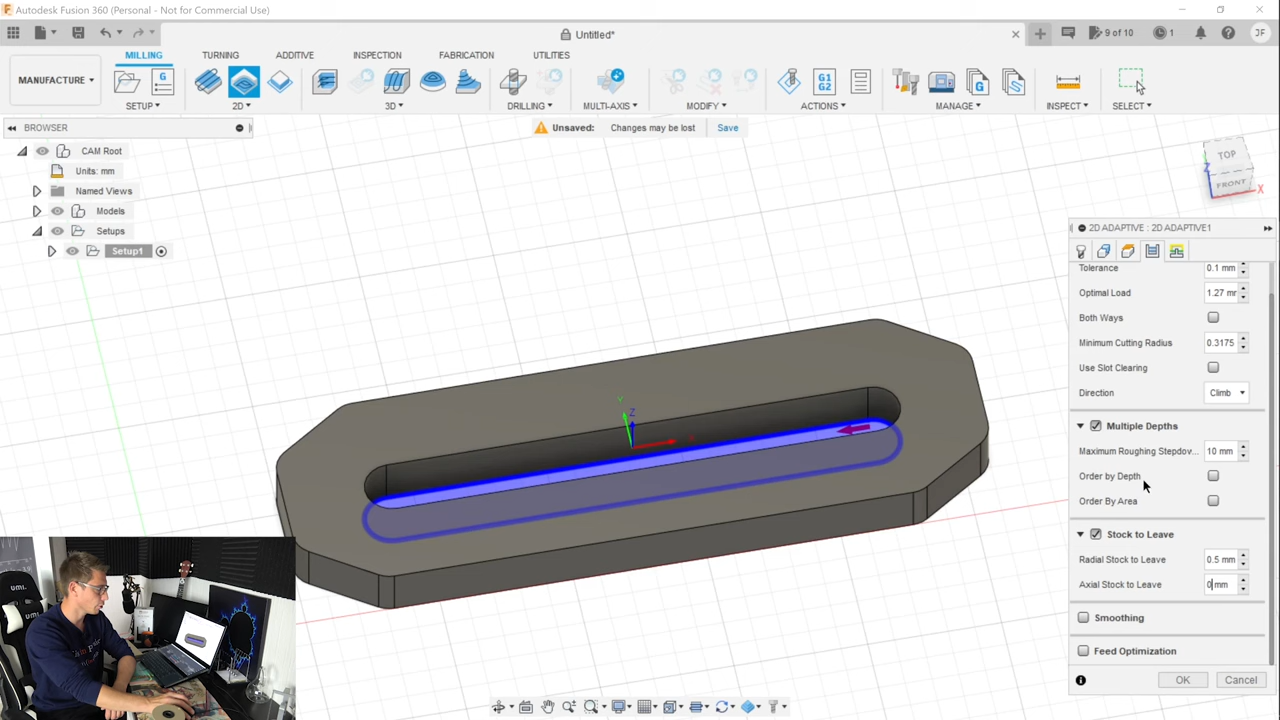 Autodesk Fusion 360 (Personal - Not for Commercial Use)
Untitled*
9 of 10
1
JF
MILLING TURNING ADDITIVE INSPECTION FABRICATION UTILITIES
MANUFACTURE
G
G1
G2
G
SETUP 2D 3D DRILLING MULTI-AXIS MODIFY ACTIONS MANAGE INSPECT SELECT
BROWSER
Unsaved: Changes may be lost Save
CAM Root
Units: mm
Named Views
Models
Setups
Setup1
TOP
FRONT
Z
X
Y
Z
2D ADAPTIVE : 2D ADAPTIVE1
Tolerance 0.1 mm
Optimal Load 1.27 mr
Both Ways
Minimum Cutting Radius 0.3175
Use Slot Clearing
Direction Climb
Multiple Depths
Maximum Roughing Stepdov... 10 mm
Order by Depth
Order By Area
Stock to Leave
Radial Stock to Leave 0.5 mm
Axial Stock to Leave 0 mm
Smoothing
Feed Optimization
OK Cancel